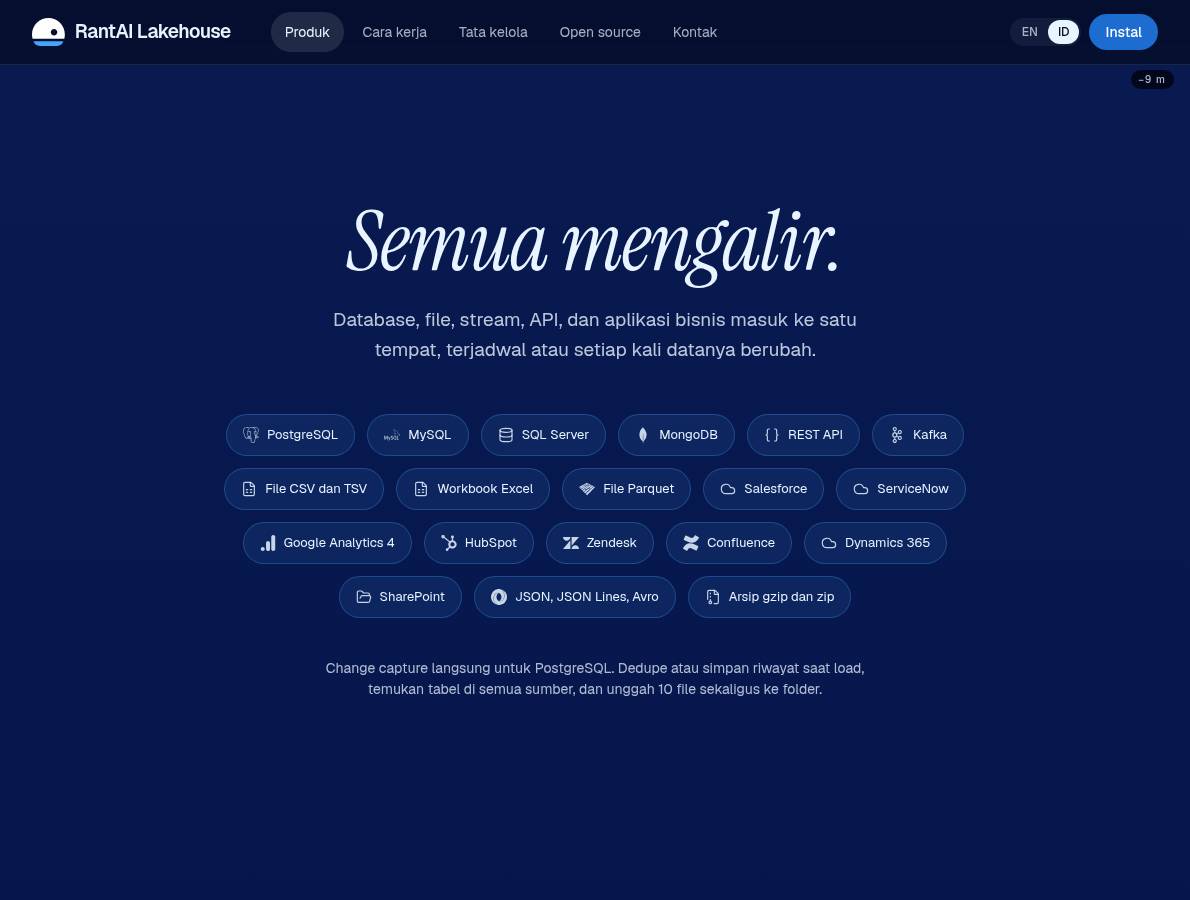 RantAI Lakehouse
Produk
Cara kerja
Tata kelola
Open source
Kontak
EN
ID
Instal
−9 m
Semua mengalir.
Database, file, stream, API, dan aplikasi bisnis masuk ke satu
tempat, terjadwal atau setiap kali datanya berubah.
PostgreSQL
MySQL
SQL Server
MongoDB
REST API
Kafka
File CSV dan TSV
Workbook Excel
File Parquet
Salesforce
ServiceNow
Google Analytics 4
HubSpot
Zendesk
Confluence
Dynamics 365
SharePoint
JSON, JSON Lines, Avro
Arsip gzip dan zip
Change capture langsung untuk PostgreSQL. Dedupe atau simpan riwayat saat load,
temukan tabel di semua sumber, dan unggah 10 file sekaligus ke folder.